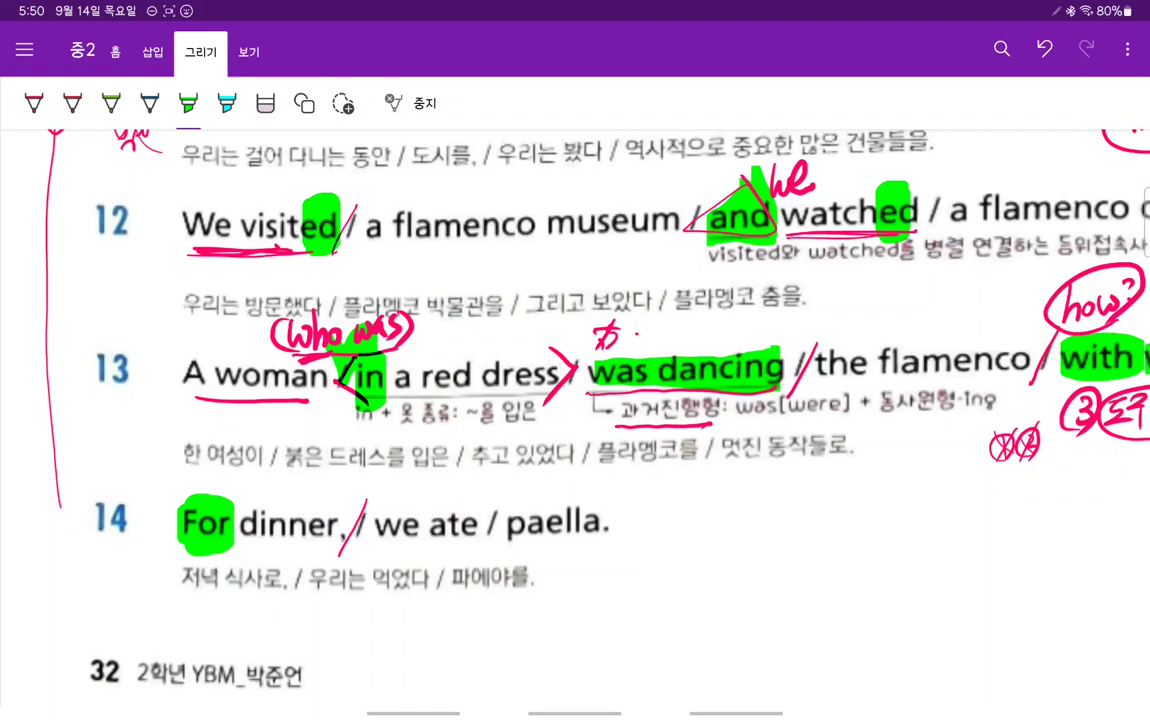 5:50 9월 14일 목요일 80%
중2 홈 삽입 그리기 보기
중지
우리는 걸어 다니는 동안 / 도시를, / 우리는 봤다 / 역사적으로 중요한 많은 건물들을.
we
12 We visited / a flamenco museum / and watched / a flamenco
visited와 watched를 병렬 연결하는 등위접속사
우리는 방문했다 / 플라멩코 박물관을 / 그리고 보았다 / 플라멩코 춤을.
how?
(who was)
13 A woman in a red dress / was dancing / the flamenco / with
in + 옷 종류: ~을 입은 과거진행형: was[were] + 동사원형-ing
③ 도구
한 여성이 / 붉은 드레스를 입은 / 추고 있었다 / 플라멩코를 / 멋진 동작들로.
14 For dinner, / we ate / paella.
저녁 식사로, / 우리는 먹었다 / 파에야를.
32 2학년 YBM_박준언